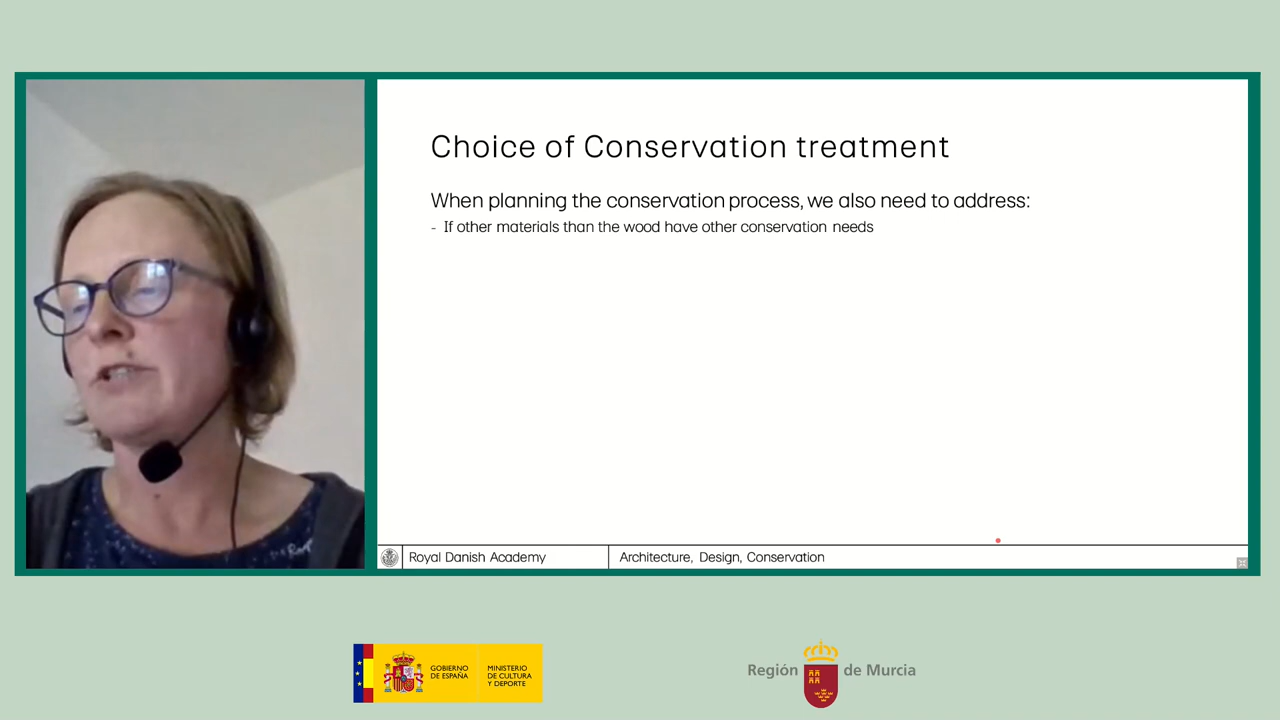 Choice of Conservation treatment
When planning the conservation process, we also need to address:
- If other materials than the wood have other conservation needs
Royal Danish Academy
Architecture, Design, Conservation
GOBIERNO
DE ESPAÑA
MINISTERIO
DE CULTURA
Y DEPORTE
Región de Murcia